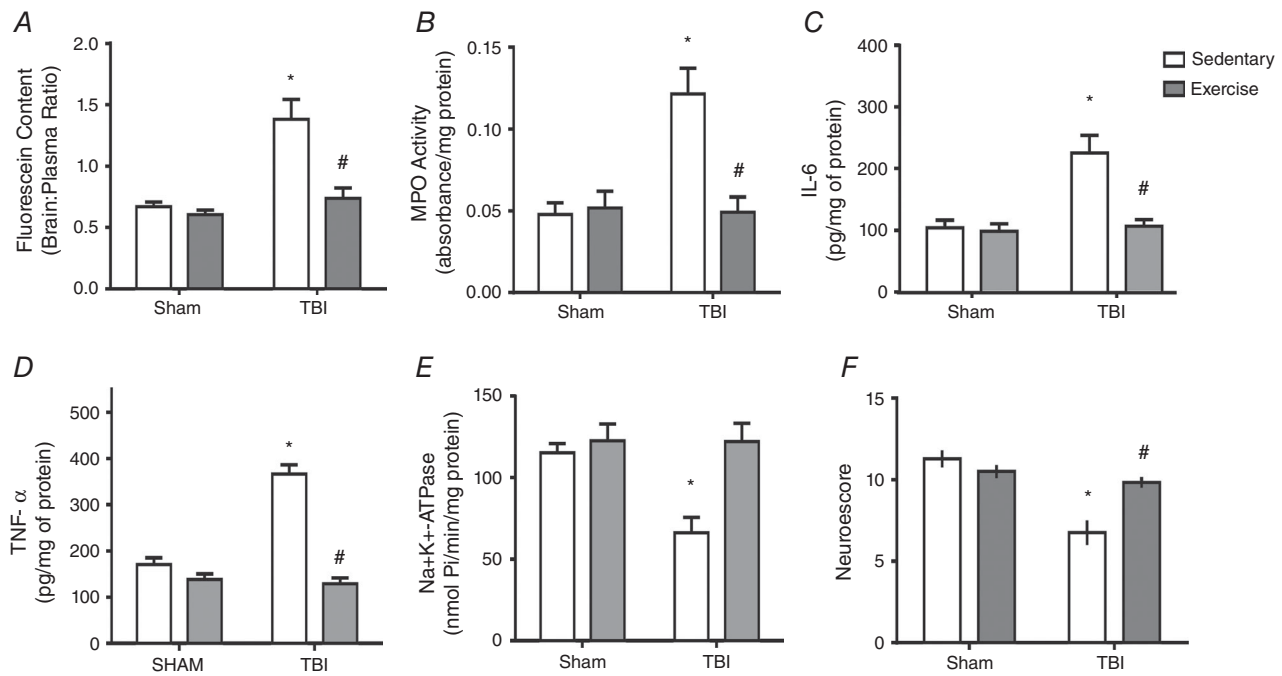 A
Fluorescein Content
(Brain:Plasma Ratio)
2.0
1.5
1.0
0.5
0.0
*
#
Sham
TBI
B
MPO Activity
(absorbance/mg protein)
0.15
0.10
0.05
0.00
*
#
Sham
TBI
C
IL-6
(pg/mg of protein)
400
300
200
100
0
*
#
Sham
TBI
Sedentary
Exercise
D
TNF- α
(pg/mg of protein)
500
400
300
200
100
0
*
#
SHAM
TBI
E
Na+K+-ATPase
(nmol Pi/min/mg protein)
150
100
50
0
*
Sham
TBI
F
Neuroescore
15
10
5
0
*
#
Sham
TBI